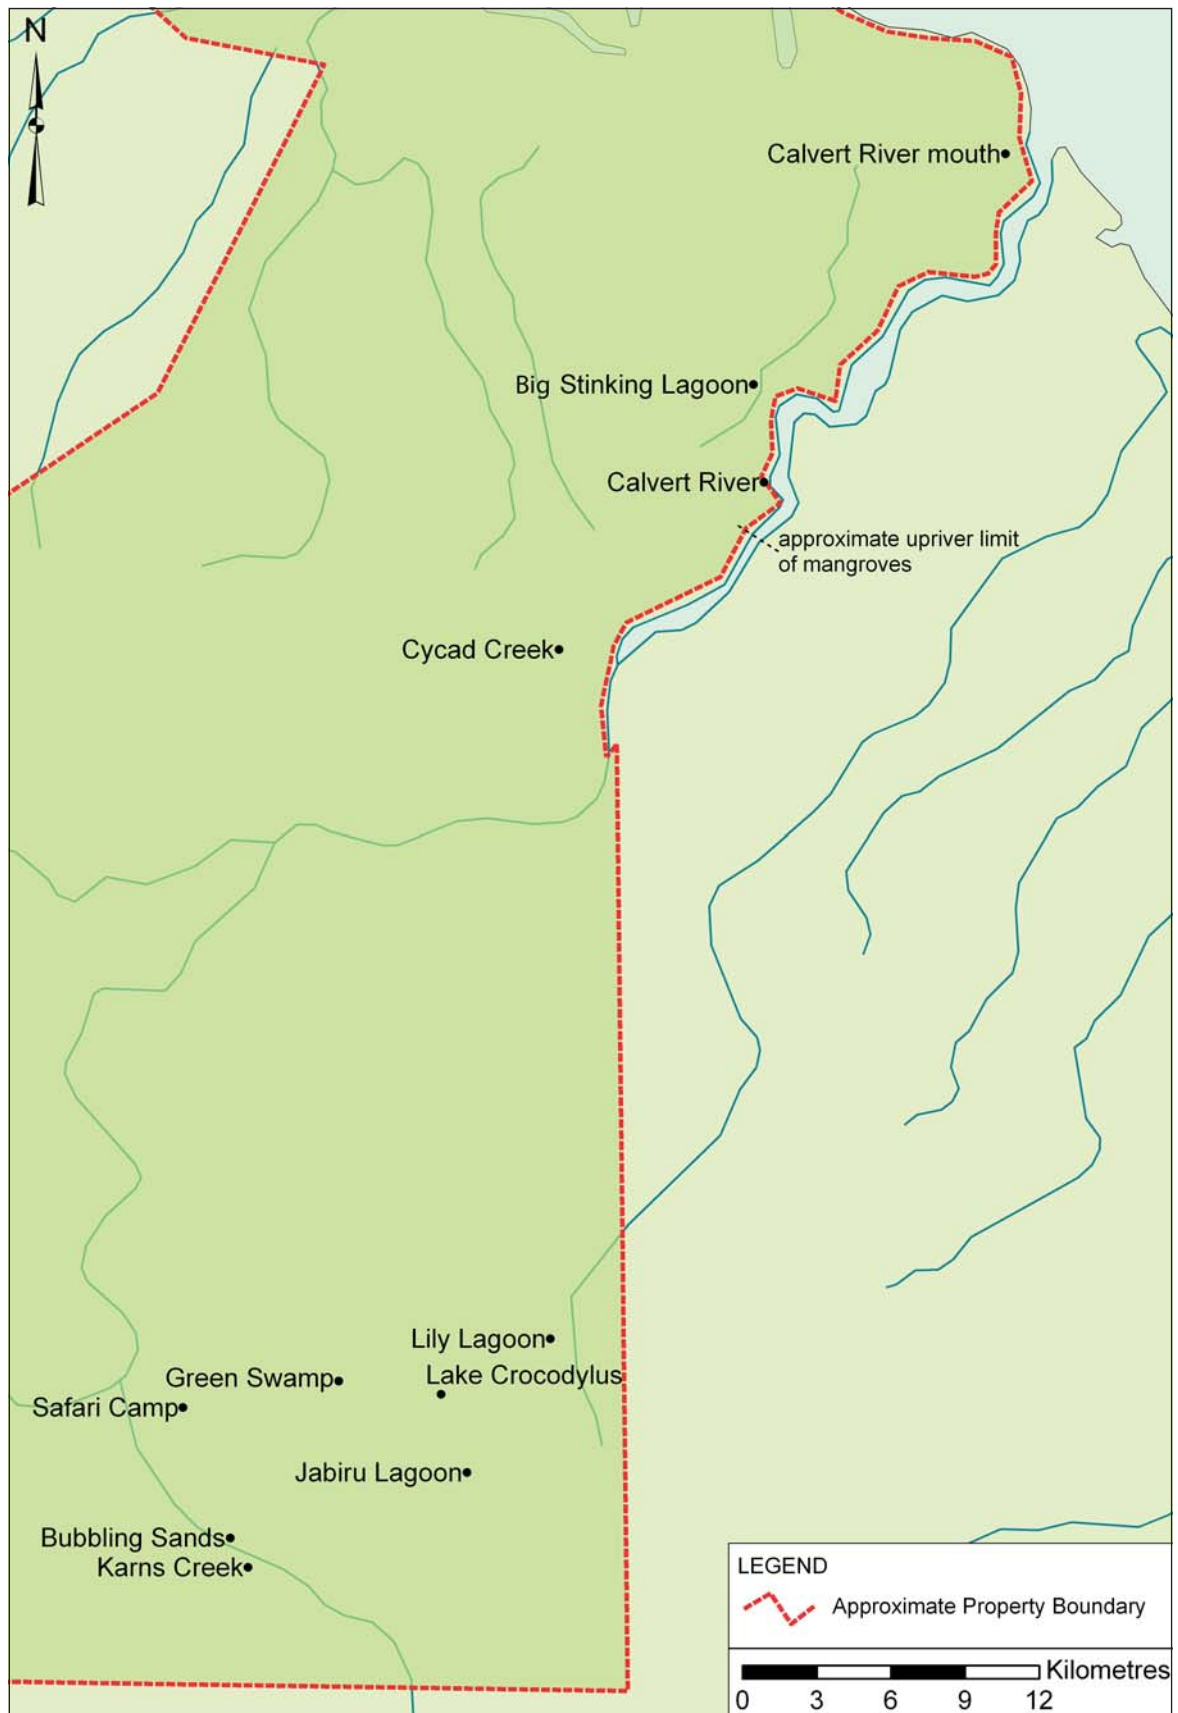 N
Calvert River mouth
Big Stinking Lagoon
Calvert River
approximate upriver limit
of mangroves
Cycad Creek
Lily Lagoon
Lake Crocodylus
Green Swamp
Safari Camp
Jabiru Lagoon
Bubbling Sands
Karns Creek
LEGEND
Approximate Property Boundary
Kilometres
0 3 6 9 12